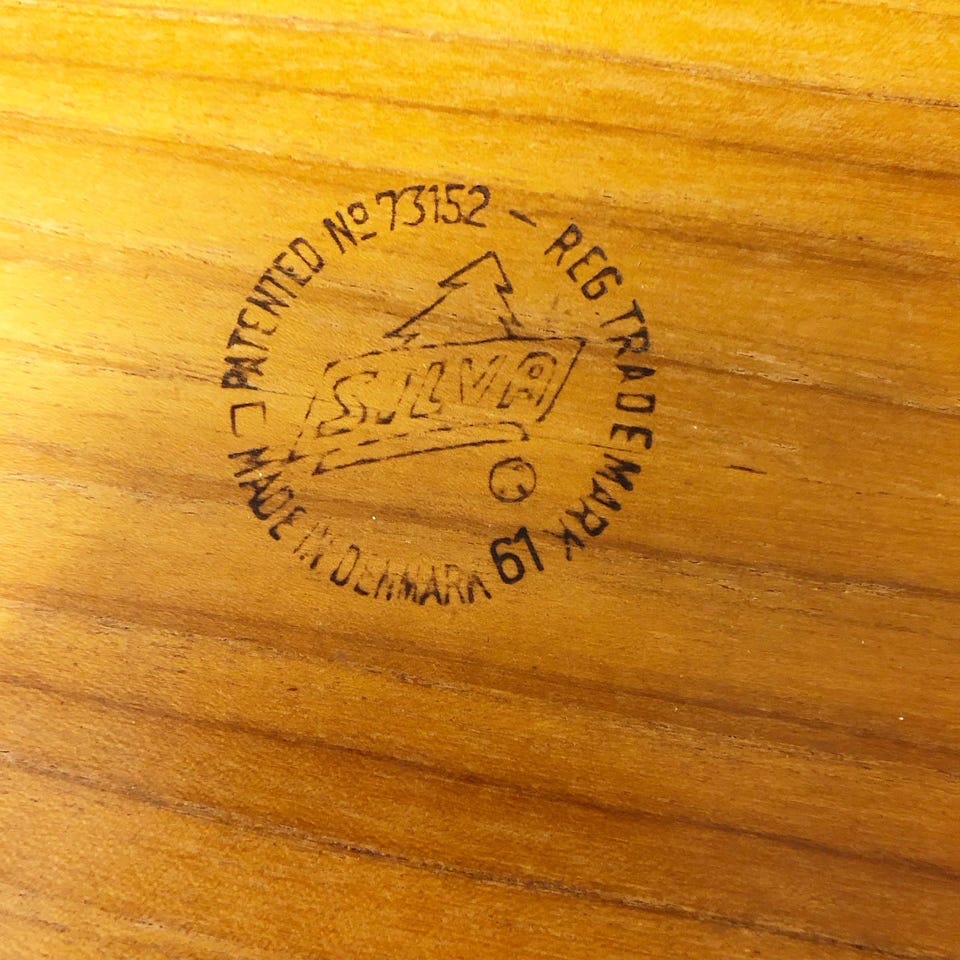 PATENTED Nº 73152 – REG. TRADE MARK
SILVA
MADE IN DENMARK 61